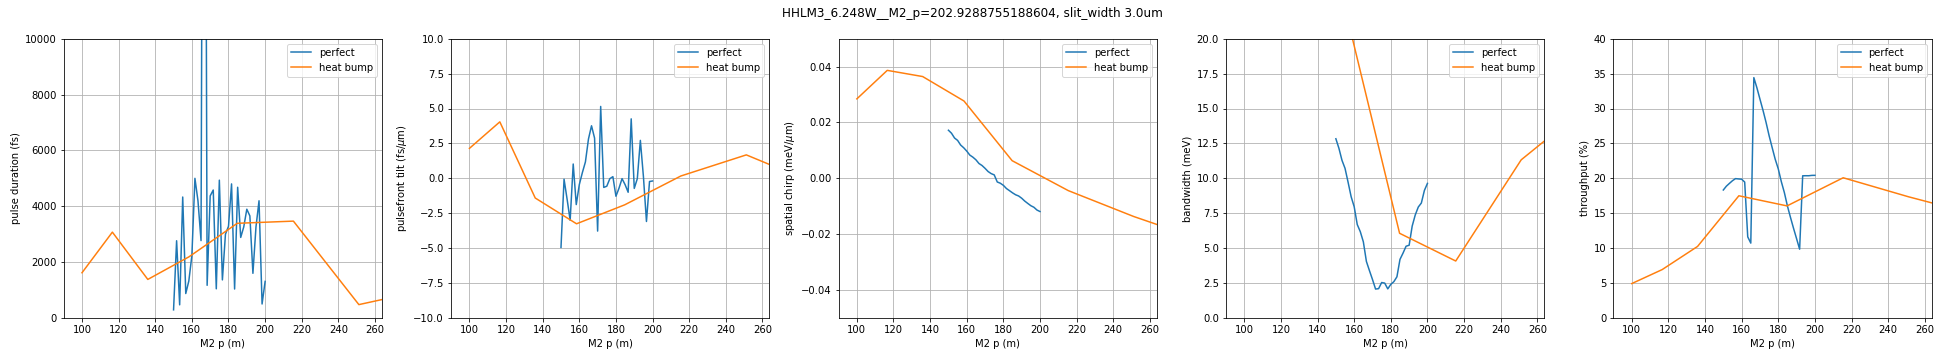 HHLM3_6.248W__M2_p=202.9288755188604, slit_width 3.0um
pulse duration (fs)
10000
8000
6000
4000
2000
0
perfect
heat bump
100 120 140 160 180 200 220 240 260
M2 p (m)
pulsefront tilt (fs/μm)
10.0
7.5
5.0
2.5
0.0
−2.5
−5.0
−7.5
−10.0
perfect
heat bump
100 120 140 160 180 200 220 240 260
M2 p (m)
spatial chirp (meV/μm)
0.04
0.02
0.00
−0.02
−0.04
perfect
heat bump
100 120 140 160 180 200 220 240 260
M2 p (m)
bandwidth (meV)
20.0
17.5
15.0
12.5
10.0
7.5
5.0
2.5
0.0
perfect
heat bump
100 120 140 160 180 200 220 240 260
M2 p (m)
throughput (%)
40
35
30
25
20
15
10
5
0
perfect
heat bump
100 120 140 160 180 200 220 240 260
M2 p (m)